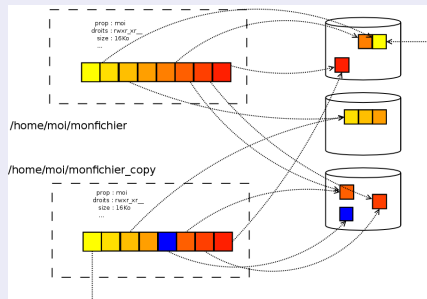 prop : moi
droits : rwxr_xr__
size : 16Ko
...
/home/moi/monfichier
/home/moi/monfichier_copy
prop : moi
droits : rwxr_xr__
size : 16Ko
...